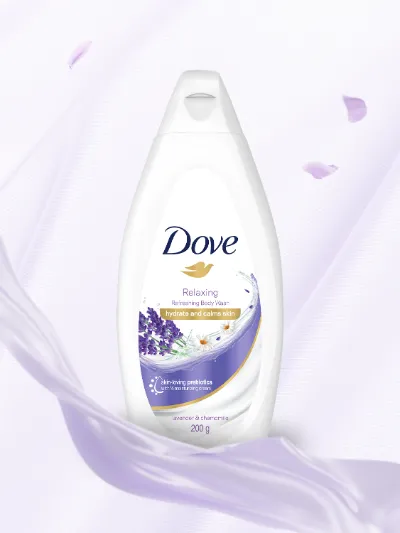 Dove
Relaxing
Refreshing Body Wash
hydrate and calms skin
skin-loving prebiotics
lavender & chamomile
200 g